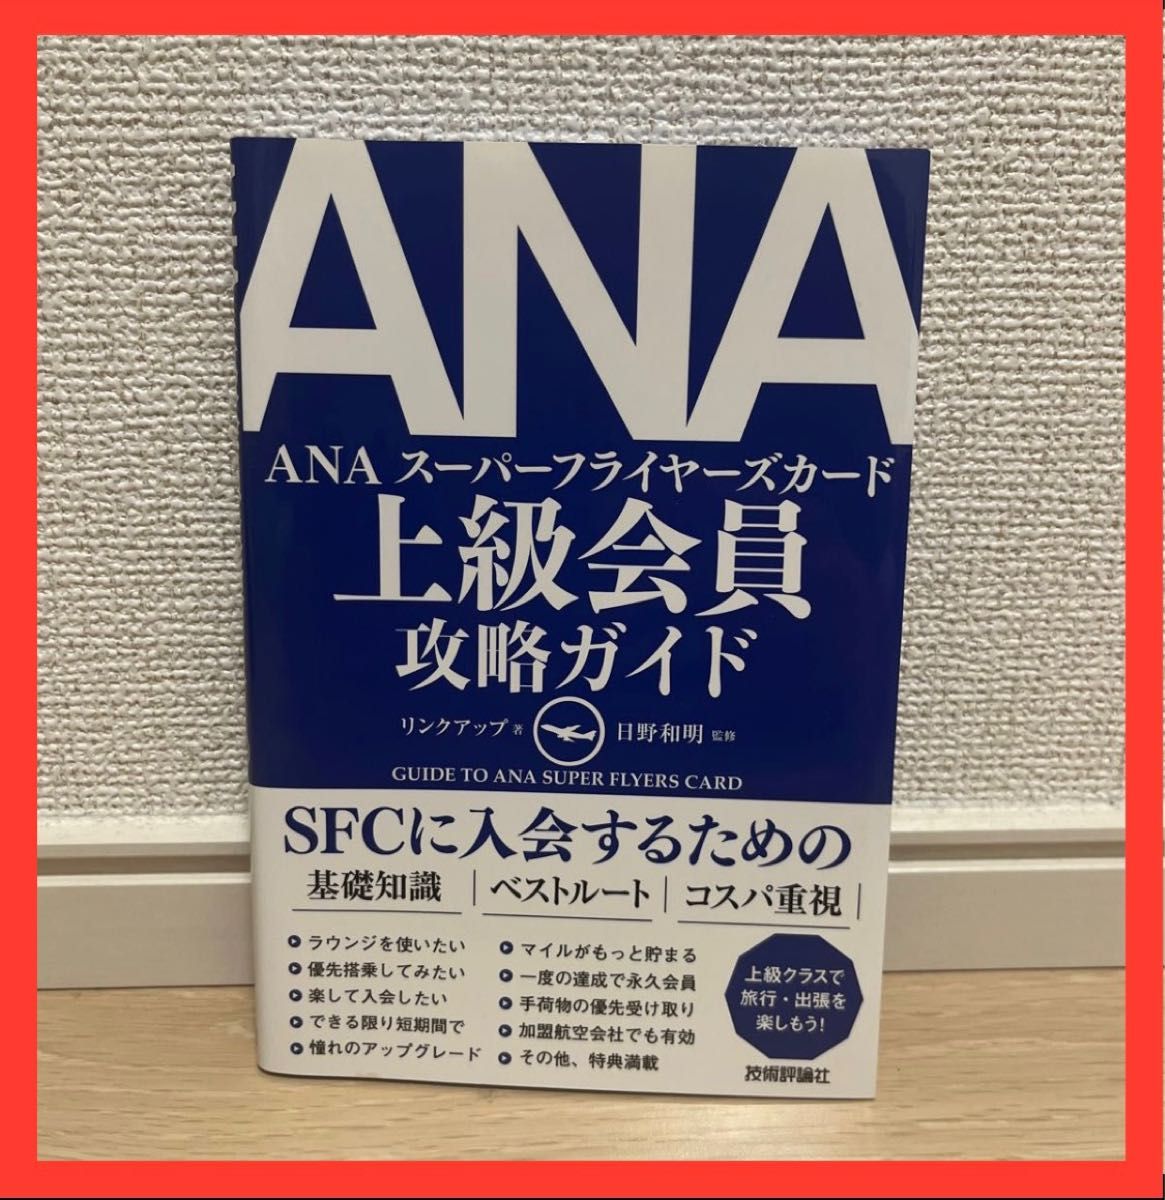 ANA
ANA スーパーフライヤーズカード
上級会員
攻略ガイド
リンクアップ 著 日野和明 監修
GUIDE TO ANA SUPER FLYERS CARD
SFCに入会するための
基礎知識 ベストルート コスパ重視
ラウンジを使いたい
優先搭乗してみたい
楽して入会したい
できる限り短期間で
憧れのアップグレード
マイルがもっと貯まる
一度の達成で永久会員
手荷物の優先受け取り
加盟航空会社でも有効
その他、特典満載
上級クラスで
旅行・出張を
楽しもう!
技術評論社